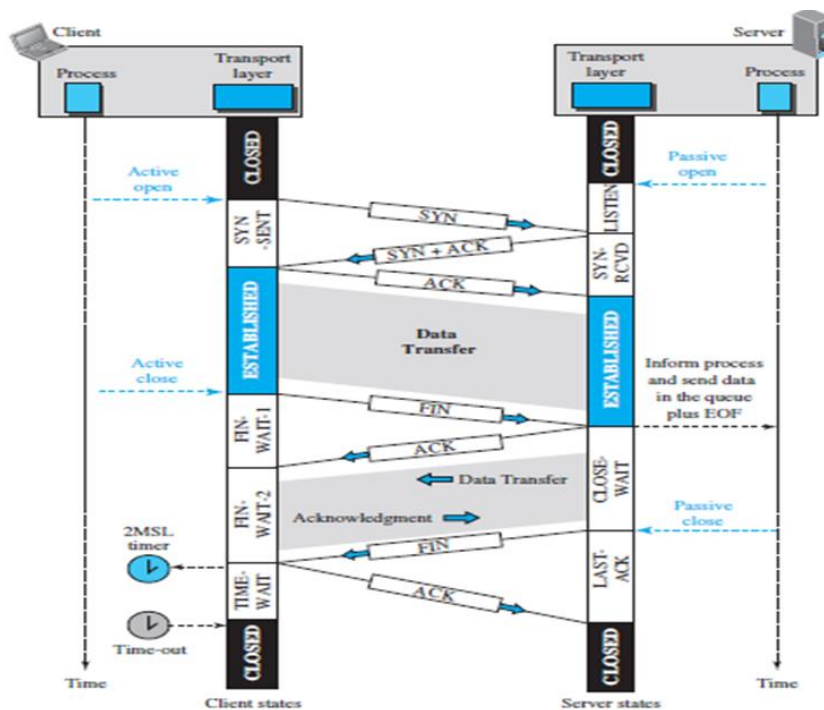 Client
Server
Process
Transport
layer
Transport
layer
Process
CLOSED
CLOSED
Active
open
Passive
open
SYN
-SENT
LISTEN
SYN
SYN + ACK
SYN-
RCVD
ACK
ESTABLISHED
Data
Transfer
ESTABLISHED
Active
close
Inform process
and send data
in the queue
plus EOF
FIN
FIN-
WAIT-1
ACK
CLOSE-
WAIT
Data Transfer
FIN-
WAIT-2
Acknowledgment
Passive
close
2MSL
timer
FIN
LAST-
ACK
TIME-
WAIT
ACK
Time-out
CLOSED
CLOSED
Time
Time
Client states
Server states